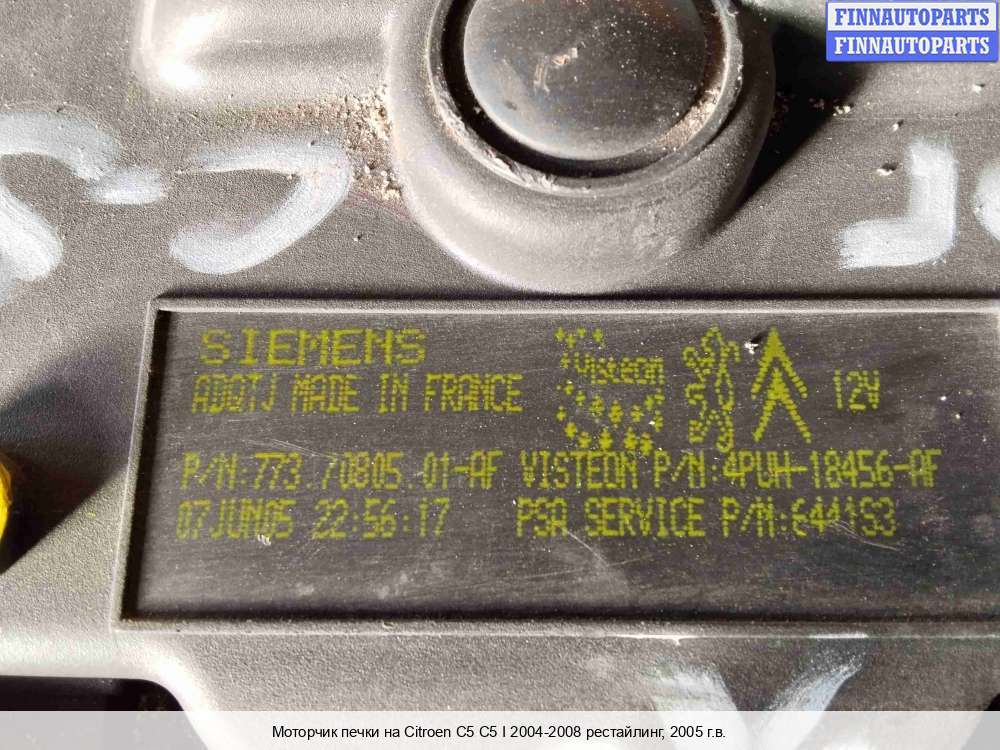 FINNAUTOPARTS
FINNAUTOPARTS
C-5
SIEMENS
Visteon
12V
ADQTJ MADE IN FRANCE
P/N:773.70805.01-AF VISTEON P/N:4PUH-18456-AF
07JUN05 22:56:17 PSA SERVICE P/N:6441S3
Моторчик печки на Citroen C5 C5 I 2004-2008 рестайлинг, 2005 г.в.